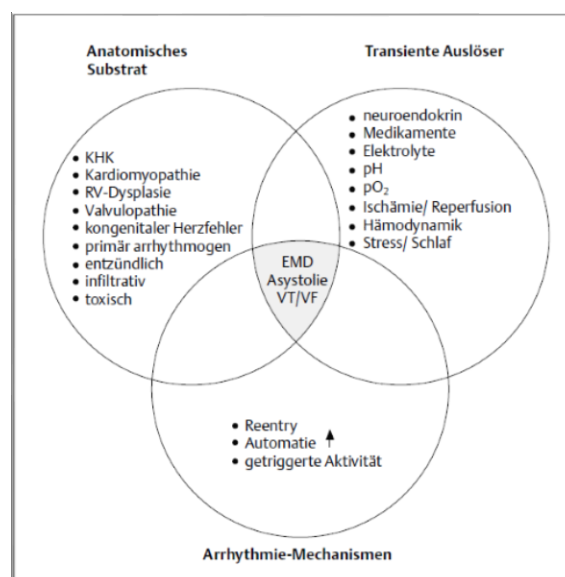 Anatomisches
Substrat
Transiente Auslöser
• KHK
• Kardiomyopathie
• RV-Dysplasie
• Valvulopathie
• kongenitaler Herzfehler
• primär arrhythmogen
• entzündlich
• infiltrativ
• toxisch
• neuroendokrin
• Medikamente
• Elektrolyte
• pH
• pO₂
• Ischämie/ Reperfusion
• Hämodynamik
• Stress/ Schlaf
EMD
Asystolie
VT/VF
• Reentry
• Automatie ↑
• getriggerte Aktivität
Arrhythmie-Mechanismen